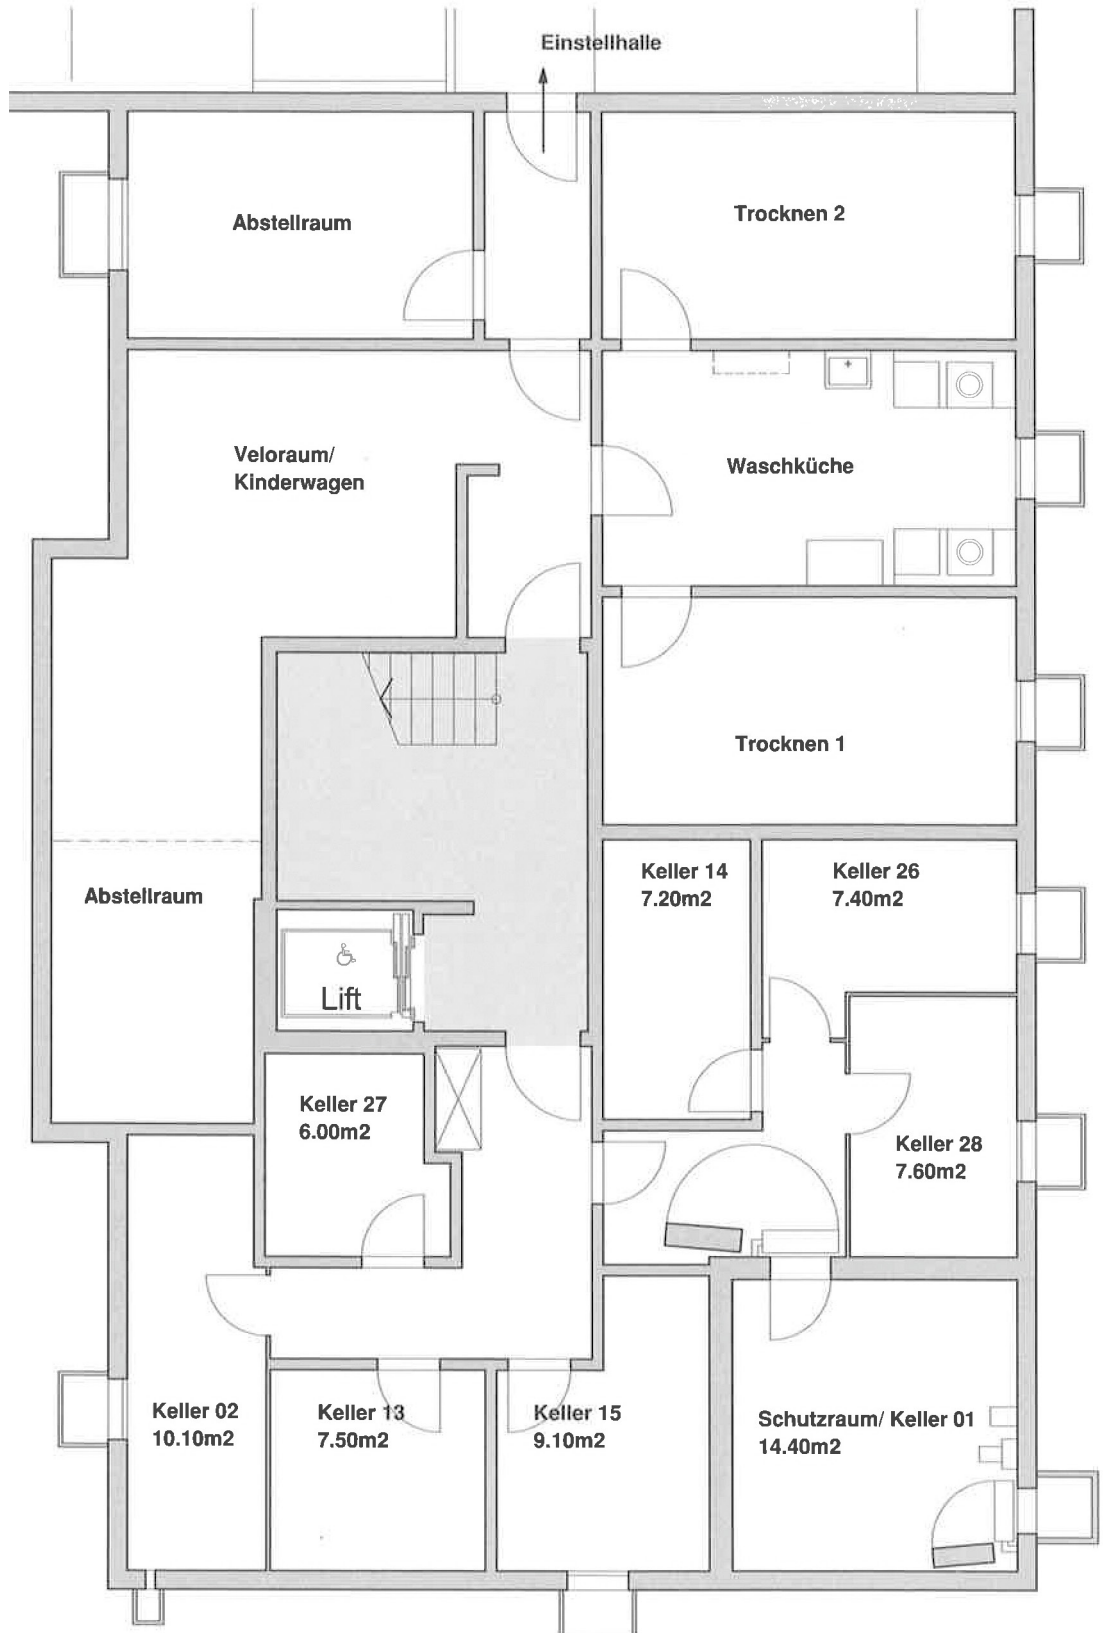 Einstellhalle
Abstellraum
Trocknen 2
Veloraum/
Kinderwagen
Waschküche
Trocknen 1
Abstellraum
Keller 14
7.20m2
Keller 26
7.40m2
Lift
Keller 27
6.00m2
Keller 28
7.60m2
Keller 02
10.10m2
Keller 13
7.50m2
Keller 15
9.10m2
Schutzraum/ Keller 01
14.40m2